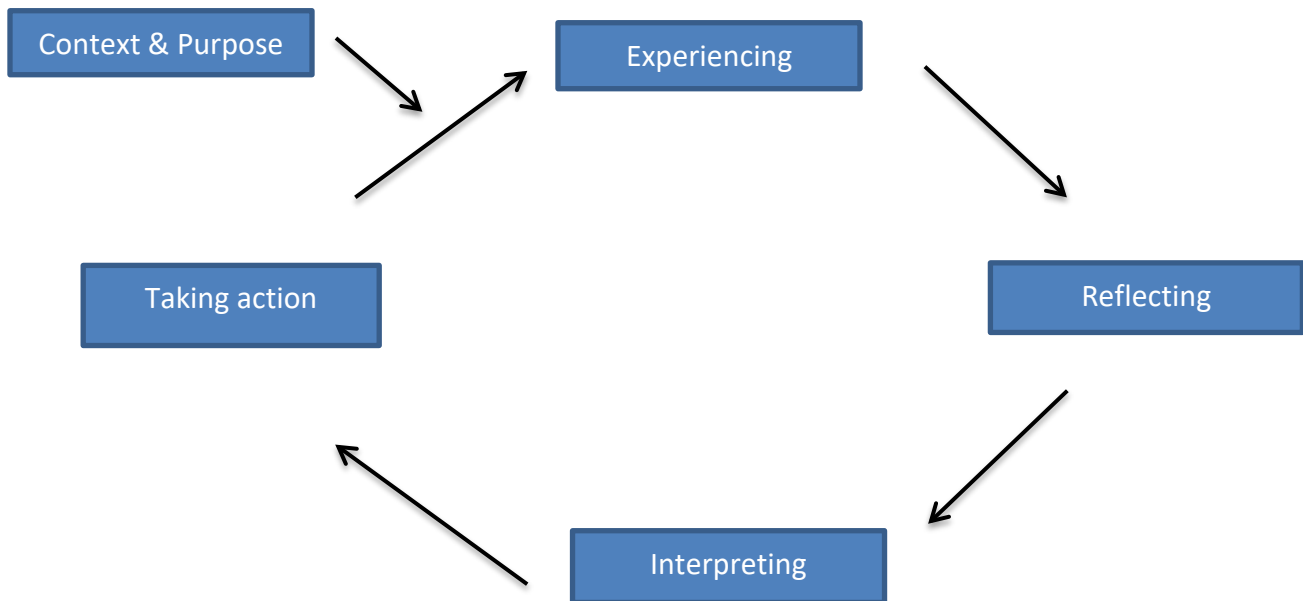 Context & Purpose
Experiencing
Taking action
Reflecting
Interpreting